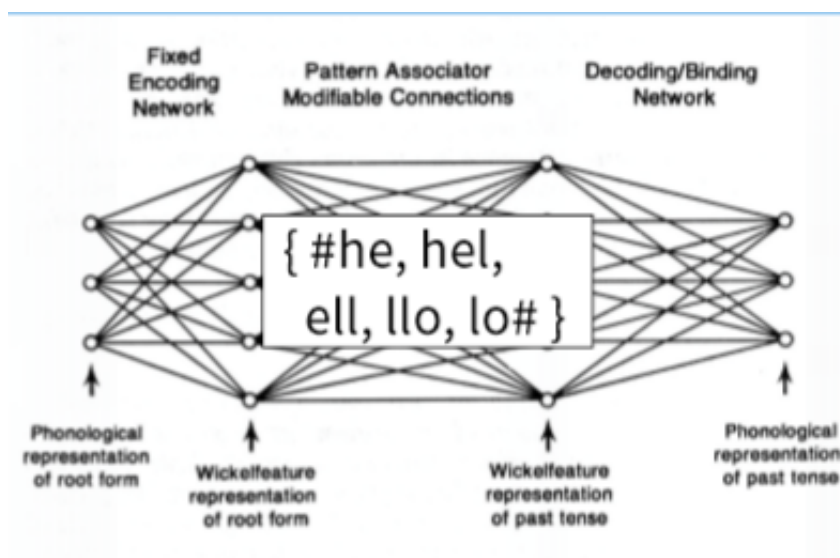 Fixed
Encoding
Network
Pattern Associator
Modifiable Connections
Decoding/Binding
Network
{ #he, hel,
ell, llo, lo# }
Phonological
representation
of root form
Wickelfeature
representation
of root form
Wickelfeature
representation
of past tense
Phonological
representation
of past tense